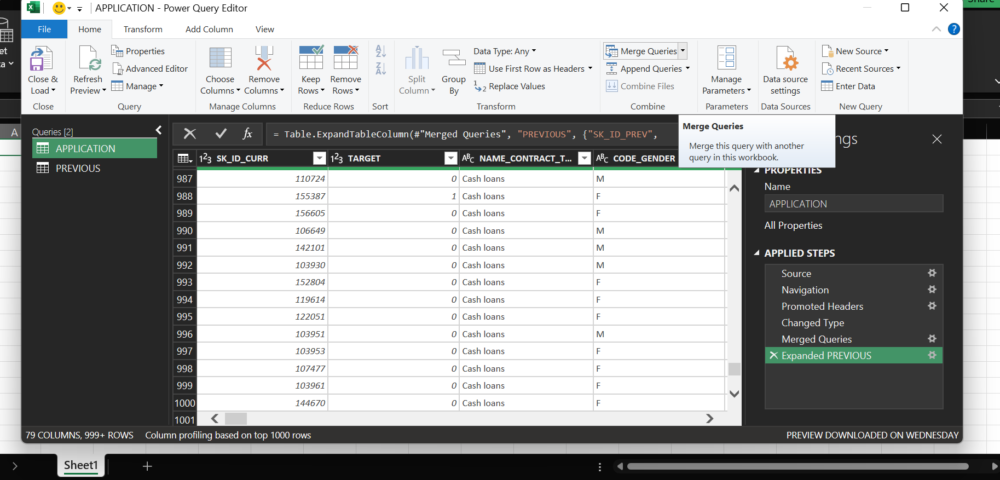 Share
APPLICATION - Power Query Editor
File
Home
Transform
Add Column
View
?
Close & Load
Close
Refresh Preview
Properties
Advanced Editor
Manage
Query
Choose Columns
Remove Columns
Manage Columns
Keep Rows
Remove Rows
Reduce Rows
A Z
Z A
Sort
Split Column
Group By
Data Type: Any
Use First Row as Headers
1 2 Replace Values
Transform
Merge Queries
Append Queries
Combine Files
Combine
Manage Parameters
Parameters
Data source settings
Data Sources
New Source
Recent Sources
Enter Data
New Query
A
Queries [2]
APPLICATION
PREVIOUS
fx
= Table.ExpandTableColumn(#"Merged Queries", "PREVIOUS", {"SK_ID_PREV",
Merge Queries
Merge this query with another
query in this workbook.
ngs
123 SK_ID_CURR 123 TARGET ABC NAME_CONTRACT_T... ABC CODE_GENDER
987 110724 0 Cash loans M
988 155387 1 Cash loans F
989 156605 0 Cash loans F
990 106649 0 Cash loans M
991 142101 0 Cash loans M
992 103930 0 Cash loans M
993 152804 0 Cash loans F
994 119614 0 Cash loans F
995 122051 0 Cash loans F
996 103951 0 Cash loans M
997 103953 0 Cash loans F
998 107477 0 Cash loans F
999 103961 0 Cash loans F
1000 144670 0 Cash loans F
1001
PROPERTIES
Name
APPLICATION
All Properties
APPLIED STEPS
Source
Navigation
Promoted Headers
Changed Type
Merged Queries
Expanded PREVIOUS
79 COLUMNS, 999+ ROWS
Column profiling based on top 1000 rows
PREVIEW DOWNLOADED ON WEDNESDAY
Sheet1